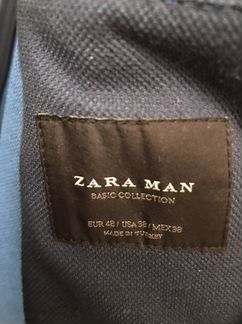 ZARA MAN
BASIC COLLECTION
EUR 48 / USA 38 / MEX 38
MADE IN TURKEY